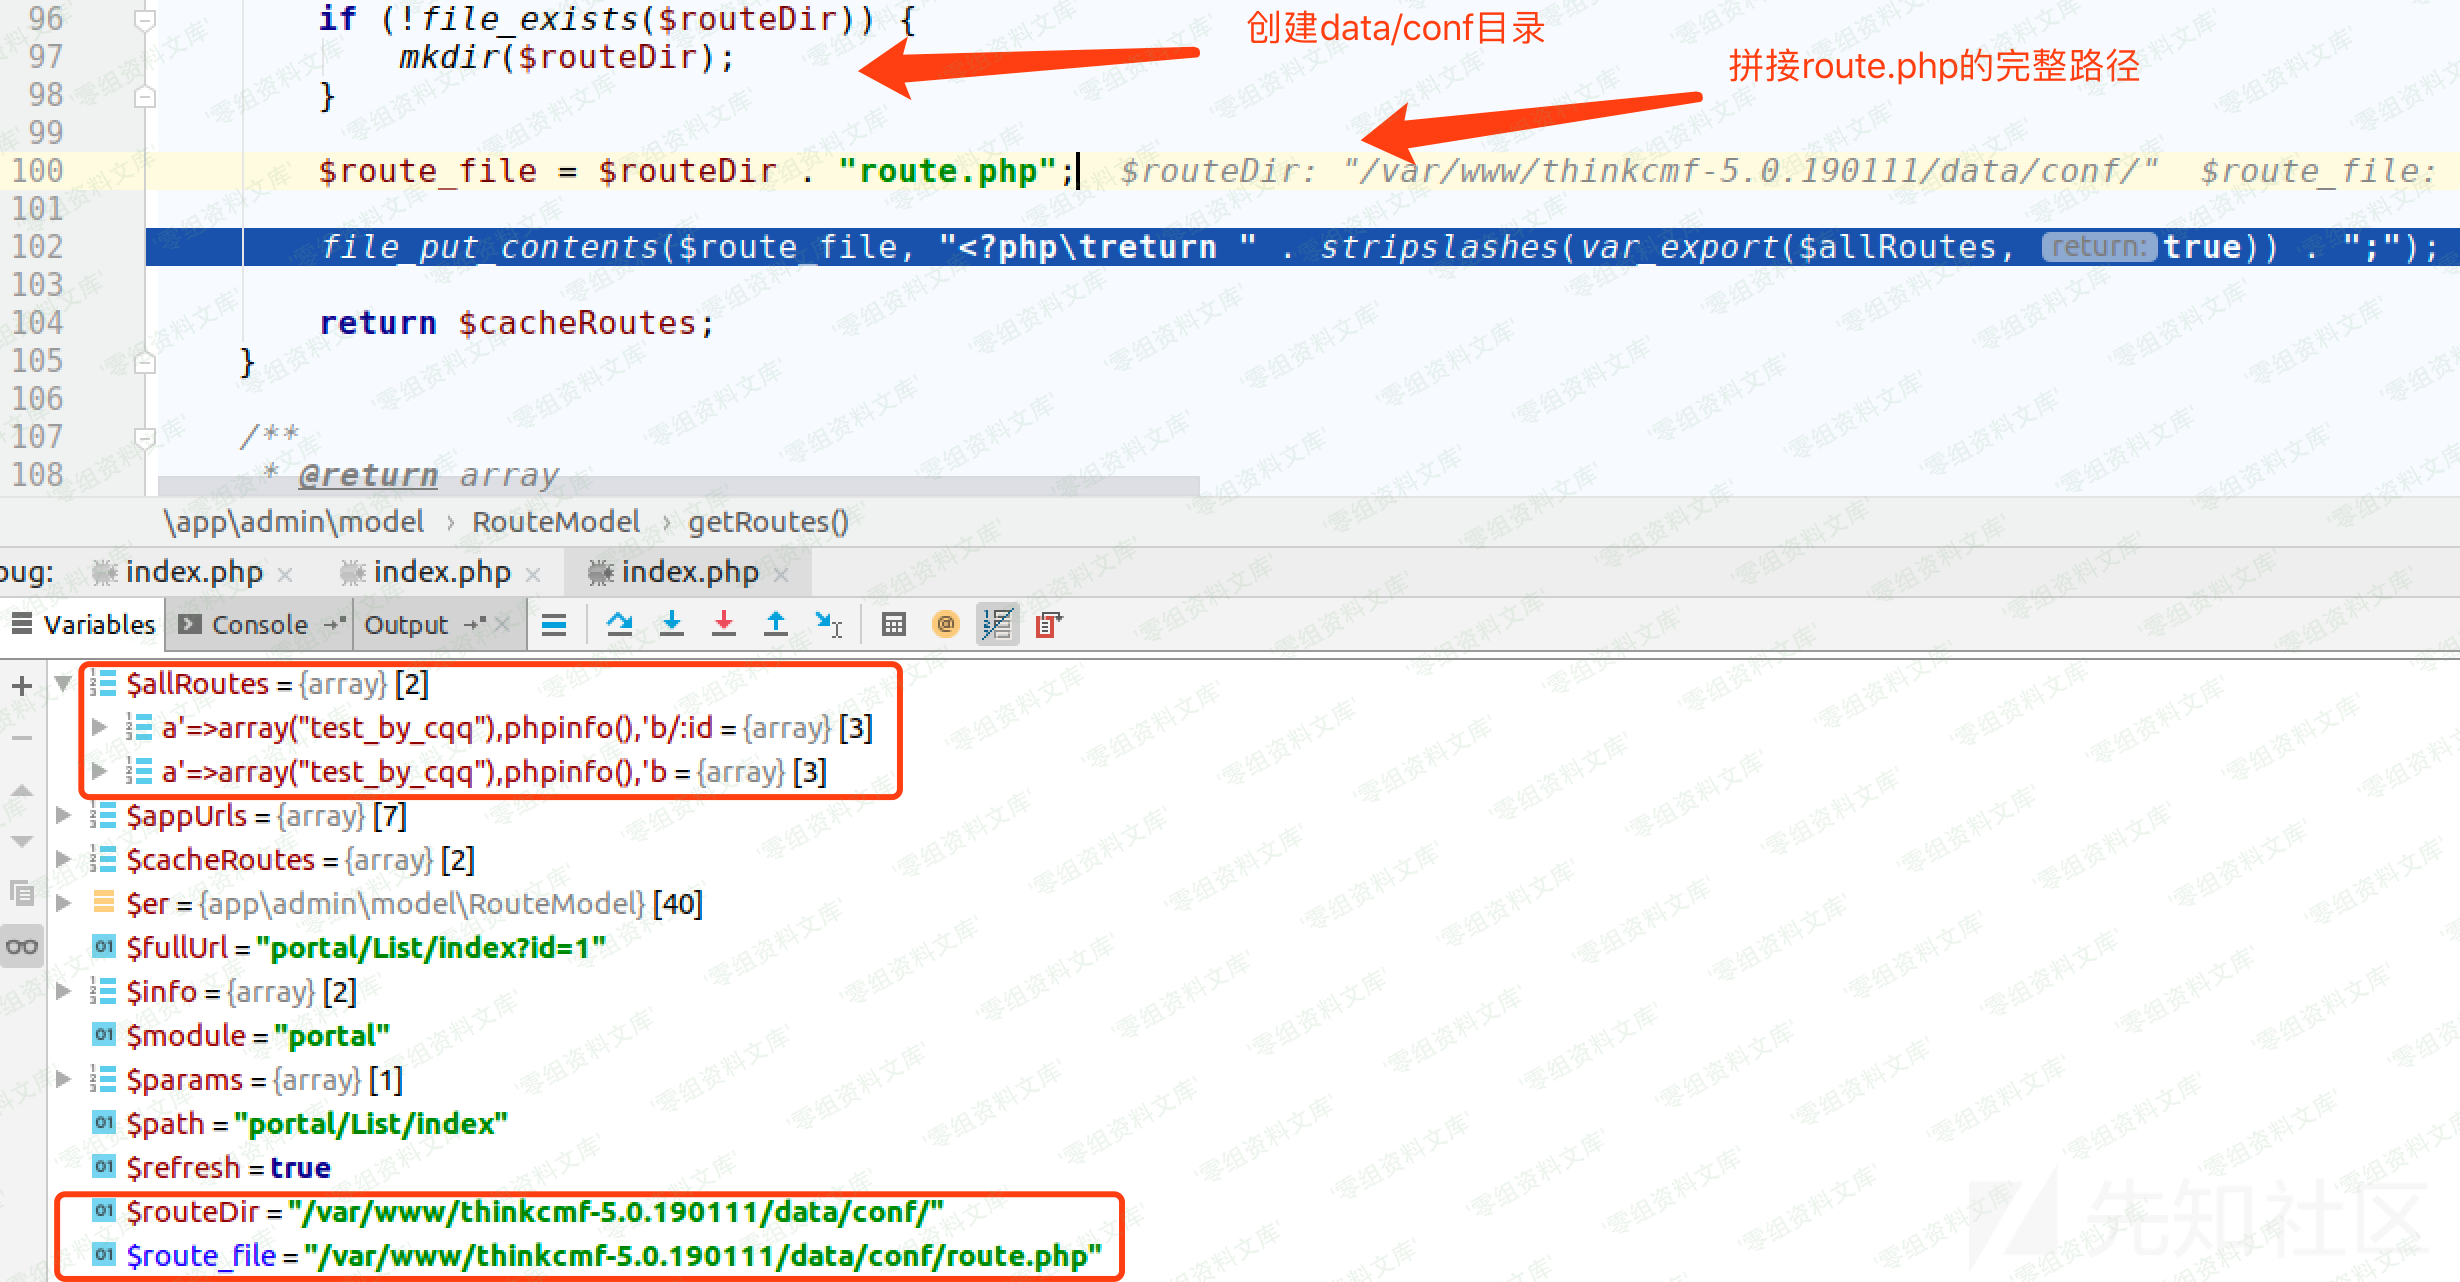 创建data/conf目录
拼接route.php的完整路径
96 if (!file_exists($routeDir)) {
97 mkdir($routeDir);
98 }
99
100 $route_file = $routeDir . "route.php"; $routeDir: "/var/www/thinkcmf-5.0.190111/data/conf/" $route_file:
101
102 file_put_contents($route_file, "<?php\treturn " . stripslashes(var_export($allRoutes, return: true)) . ";");
103
104 return $cacheRoutes;
105 }
106
107 /**
108 * @return array
\app\admin\model › RouteModel › getRoutes()
oug: index.php × index.php × index.php ×
Variables Console Output
$allRoutes = {array} [2]
a'=>array("test_by_cqq"),phpinfo(),'b/:id = {array} [3]
a'=>array("test_by_cqq"),phpinfo(),'b = {array} [3]
$appUrls = {array} [7]
$cacheRoutes = {array} [2]
$er = {app\admin\model\RouteModel} [40]
$fullUrl = "portal/List/index?id=1"
$info = {array} [2]
$module = "portal"
$params = {array} [1]
$path = "portal/List/index"
$refresh = true
$routeDir = "/var/www/thinkcmf-5.0.190111/data/conf/"
$route_file = "/var/www/thinkcmf-5.0.190111/data/conf/route.php"
零组资料文库
先知社区